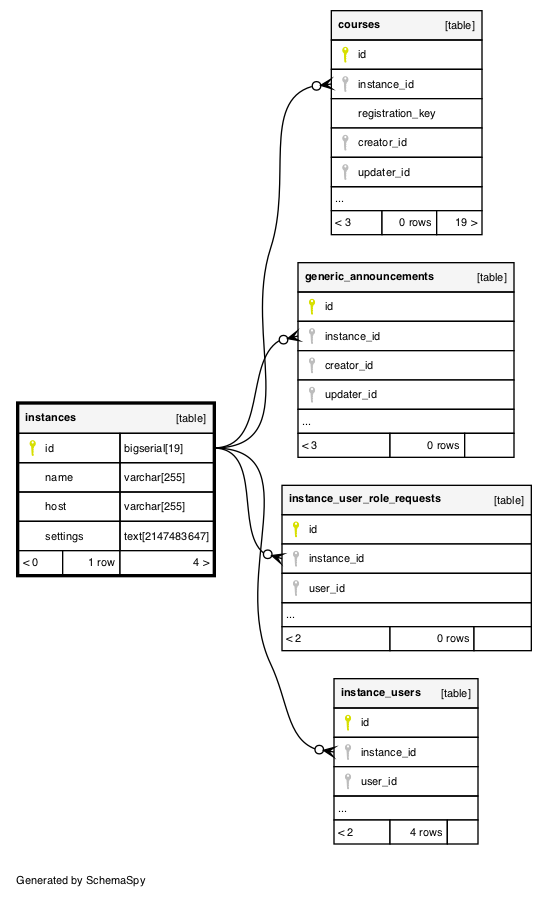 courses [table]
id
instance_id
registration_key
creator_id
updater_id
...
< 3 0 rows 19 >
generic_announcements [table]
id
instance_id
creator_id
updater_id
...
< 3 0 rows
instances [table]
id bigserial[19]
name varchar[255]
host varchar[255]
settings text[2147483647]
< 0 1 row 4 >
instance_user_role_requests [table]
id
instance_id
user_id
...
< 2 0 rows
instance_users [table]
id
instance_id
user_id
...
< 2 4 rows
Generated by SchemaSpy